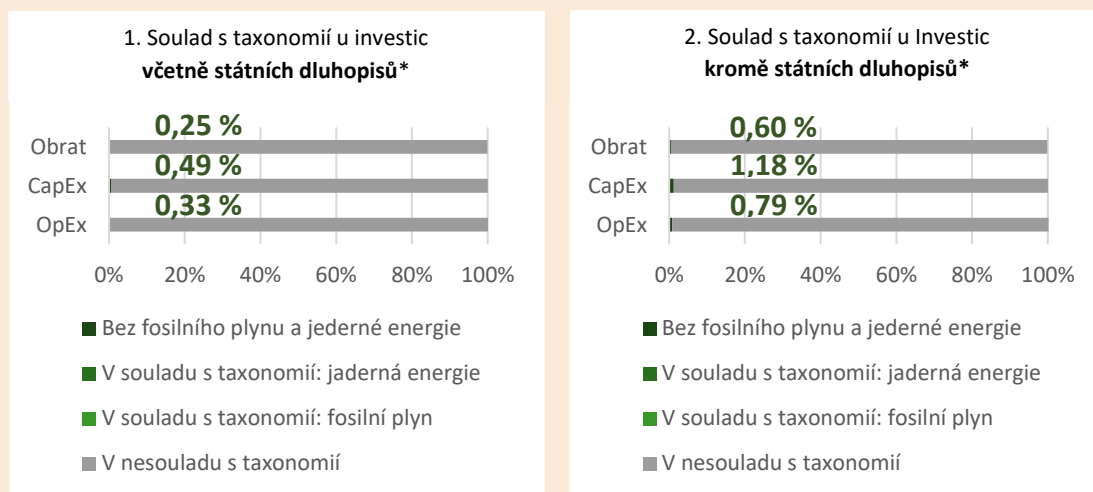 1. Soulad s taxonomií u investic
včetně státních dluhopisů*
0,25 %
Obrat
0,49 %
CapEx
0,33 %
OpEx
0% 20% 40% 60% 80% 100%
Bez fosilního plynu a jederné energie
V souladu s taxonomií: jaderná energie
V souladu s taxonomií: fosilní plyn
V nesouladu s taxonomií
2. Soulad s taxonomií u Investic
kromě státních dluhopisů*
0,60 %
Obrat
1,18 %
CapEx
0,79 %
OpEx
0% 20% 40% 60% 80% 100%
Bez fosilního plynu a jederné energie
V souladu s taxonomií: jaderná energie
V souladu s taxonomií: fosilní plyn
V nesouladu s taxonomií